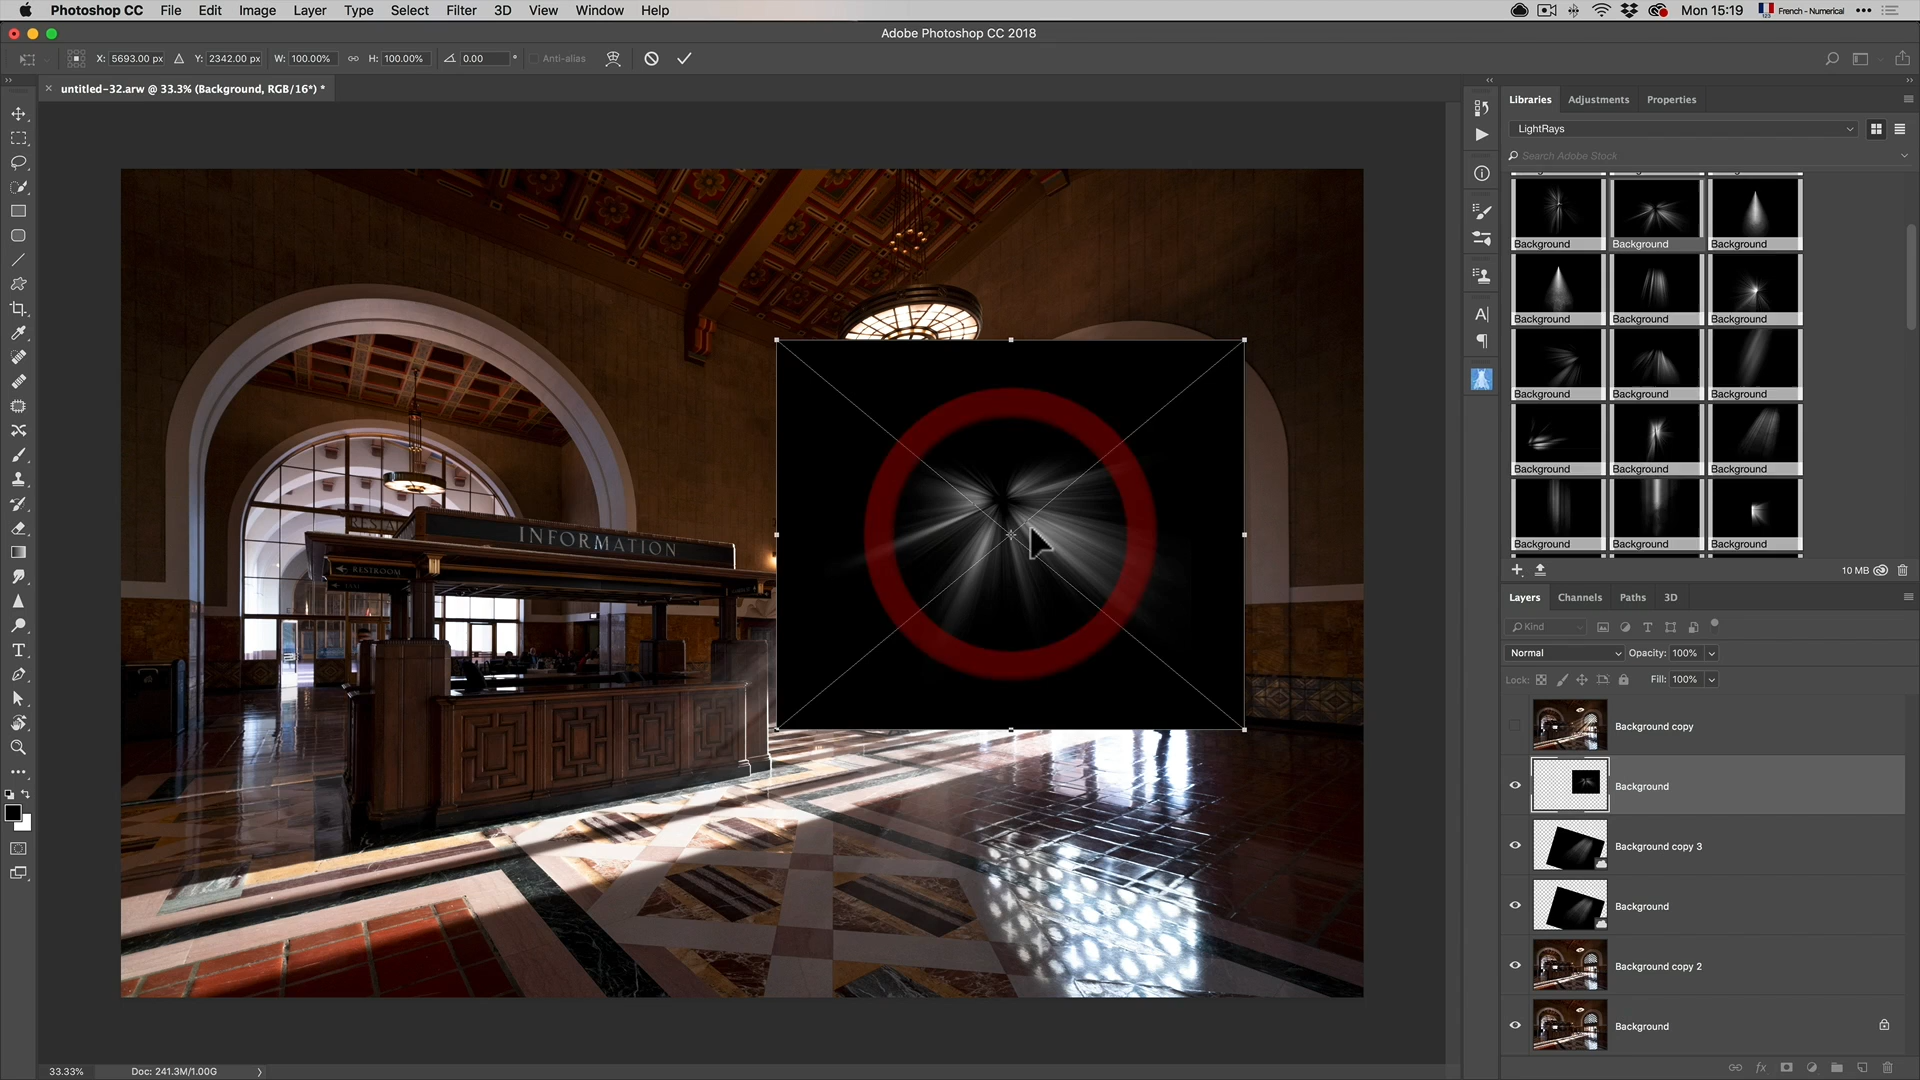 Photoshop CC File Edit Image Layer Type Select Filter 3D View Window Help Mon 15:19 123 French - Numerical
Adobe Photoshop CC 2018
X: 5693.00 px Y: 2342.00 px W: 100.00% H: 100.00% 0.00 ° Anti-alias
untitled-32.arw @ 33.3% (Background, RGB/16*) *
Libraries Adjustments Properties
LightRays
Search Adobe Stock
Background Background Background
Background Background Background
Background Background Background
Background Background Background
Background Background Background
10 MB
INFORMATION
RESTROOM
Layers Channels Paths 3D
Kind
Normal Opacity: 100%
Lock: Fill: 100%
Background copy
Background
Background copy 3
Background
Background copy 2
Background
33.33% Doc: 241.3M/1.00G